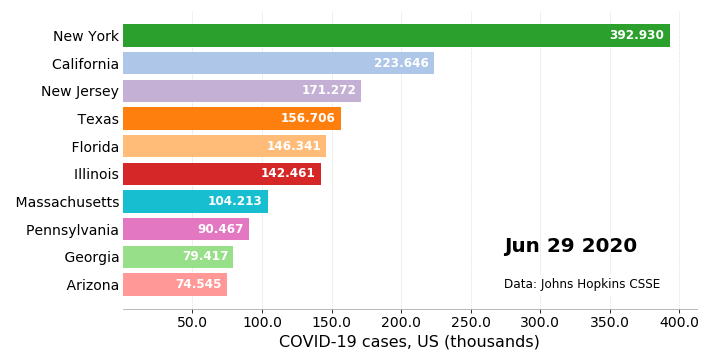 New York 392.930
California 223.646
New Jersey 171.272
Texas 156.706
Florida 146.341
Illinois 142.461
Massachusetts 104.213
Pennsylvania 90.467
Georgia 79.417
Arizona 74.545
Jun 29 2020
Data: Johns Hopkins CSSE
50.0 100.0 150.0 200.0 250.0 300.0 350.0 400.0
COVID-19 cases, US (thousands)